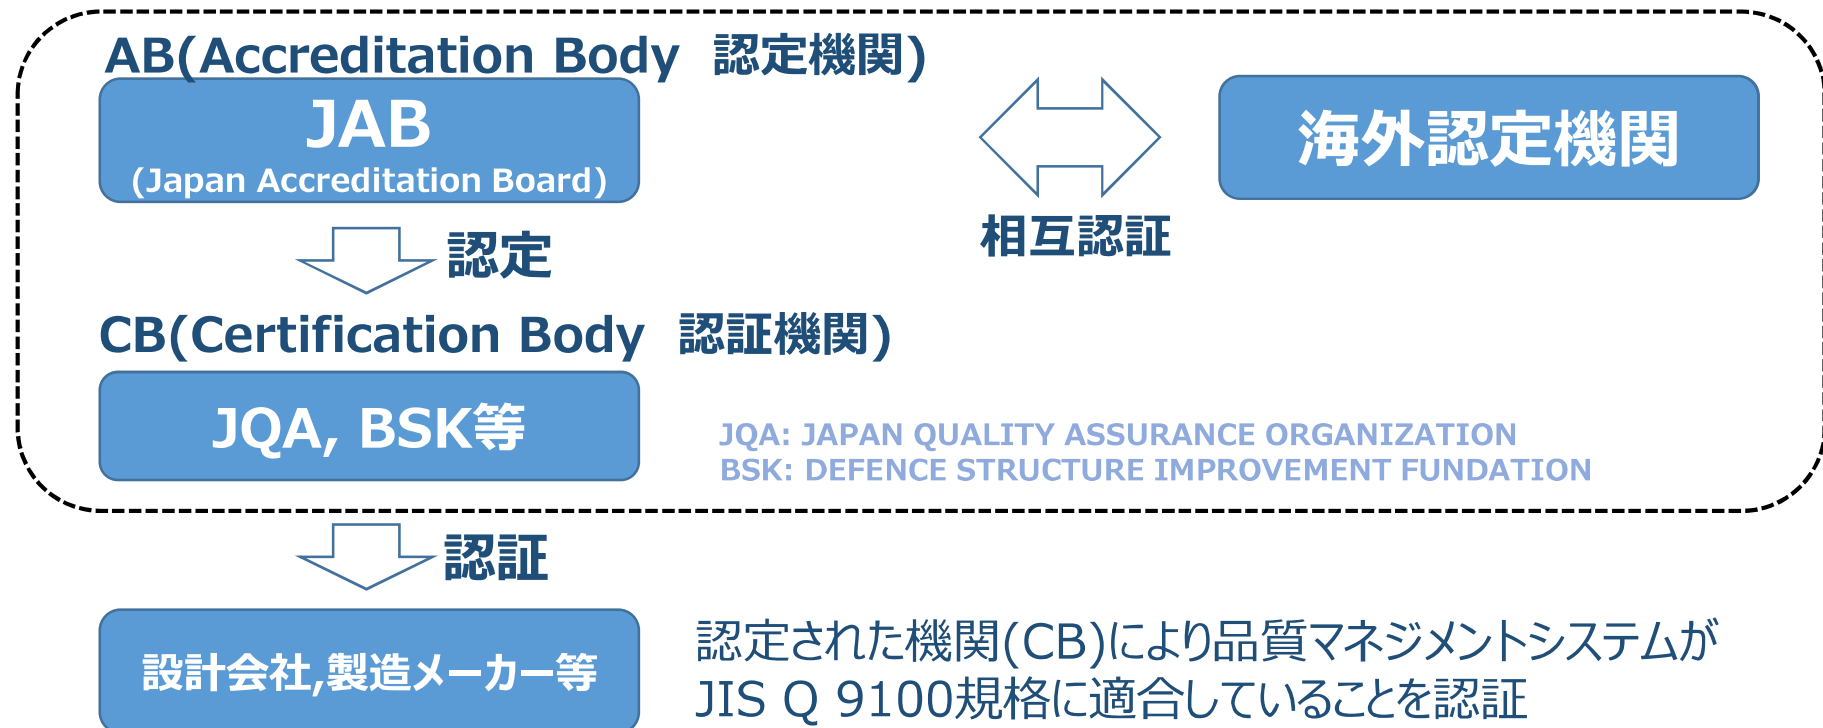 AB(Accreditation Body 認定機関)
JAB
(Japan Accreditation Board)
海外認定機関
相互認証
認定
CB(Certification Body 認証機関)
JQA, BSK等
JQA: JAPAN QUALITY ASSURANCE ORGANIZATION
BSK: DEFENCE STRUCTURE IMPROVEMENT FUNDATION
認証
設計会社,製造メーカー等
認定された機関(CB)により品質マネジメントシステムが
JIS Q 9100規格に適合していることを認証